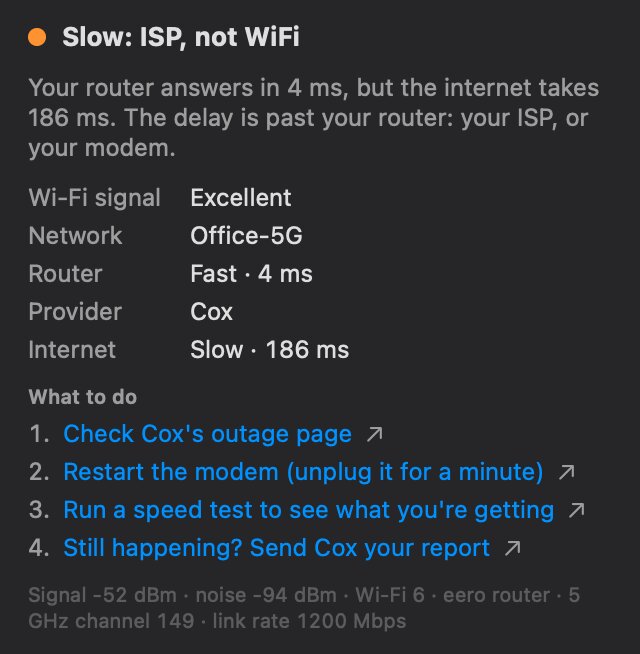 Slow: ISP, not WiFi
Your router answers in 4 ms, but the internet takes
186 ms. The delay is past your router: your ISP, or
your modem.
Wi-Fi signal Excellent
Network Office-5G
Router Fast · 4 ms
Provider Cox
Internet Slow · 186 ms
What to do
1. Check Cox's outage page ↗
2. Restart the modem (unplug it for a minute) ↗
3. Run a speed test to see what you're getting ↗
4. Still happening? Send Cox your report ↗
Signal -52 dBm · noise -94 dBm · Wi-Fi 6 · eero router · 5
GHz channel 149 · link rate 1200 Mbps